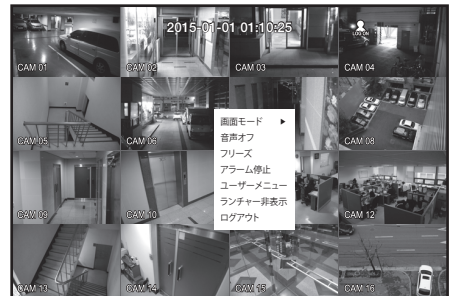 2015-01-01 01:10:25
LOG ON
CAM 01
CAM 02
CAM 03
CAM 04
画面モード ▶
音声オフ
フリーズ
アラーム停止
ユーザーメニュー
ランチャー非表示
ログアウト
CAM 05
CAM 06
CAM 08
CAM 09
CAM 10
CAM 12
CAM 13
CAM 14
CAM 15
CAM 16